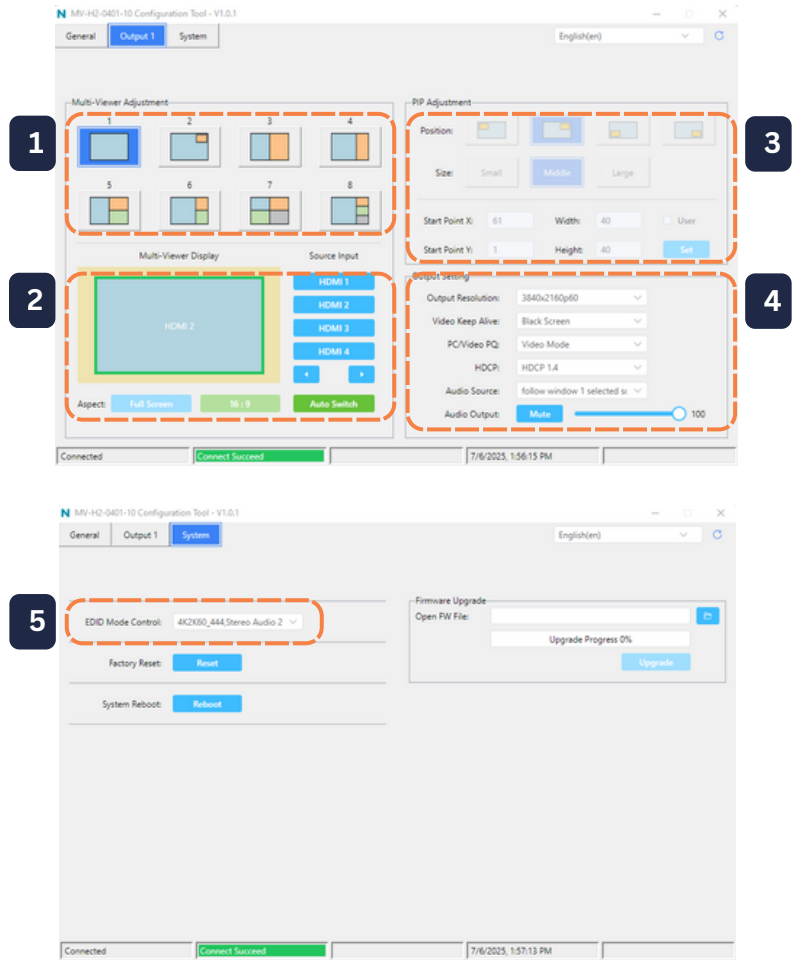 N MV-H2-0401-10 Configuration Tool - V1.0.1
General Output 1 System English(en)
Multi-Viewer Adjustment
1 2 3 4
5 6 7 8
1
Multi-Viewer Display Source Input
HDMI 2
HDMI 1
HDMI 2
HDMI 3
HDMI 4
Aspect: Full Screen 16 : 9 Auto Switch
2
PIP Adjustment
Position:
Size: Small Middle Large
Start Point X: 61 Width: 40 User
Start Point Y: 1 Height: 40 Set
3
Output Setting
Output Resolution: 3840x2160p60
Video Keep Alive: Black Screen
PC/Video PQ: Video Mode
HDCP: HDCP 1.4
Audio Source: follow window 1 selected
Audio Output: Mute 100
4
Connected Connect Succeed 7/6/2025, 1:56:15 PM
N MV-H2-0401-10 Configuration Tool - V1.0.1
General Output 1 System English(en)
5
EDID Mode Control: 4K2K60_444,Stereo Audio 2
Factory Reset: Reset
System Reboot: Reboot
Firmware Upgrade
Open FW File:
Upgrade Progress 0%
Upgrade
Connected Connect Succeed 7/6/2025, 1:57:13 PM